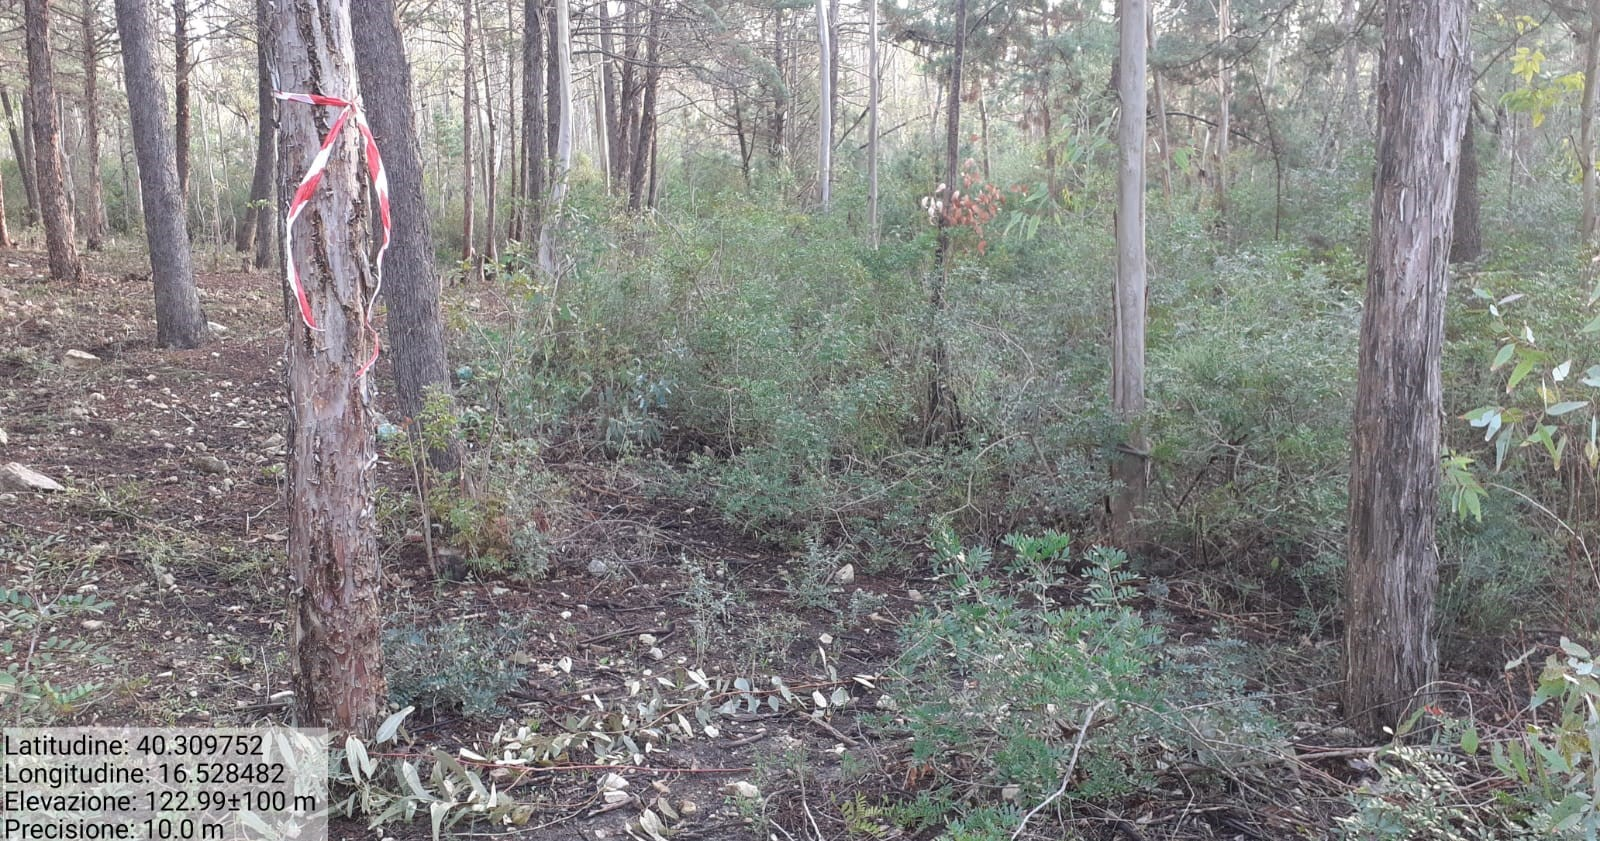 Latitudine: 40.309752
Longitudine: 16.528482
Elevazione: 122.99±100 m
Precisione: 10.0 m